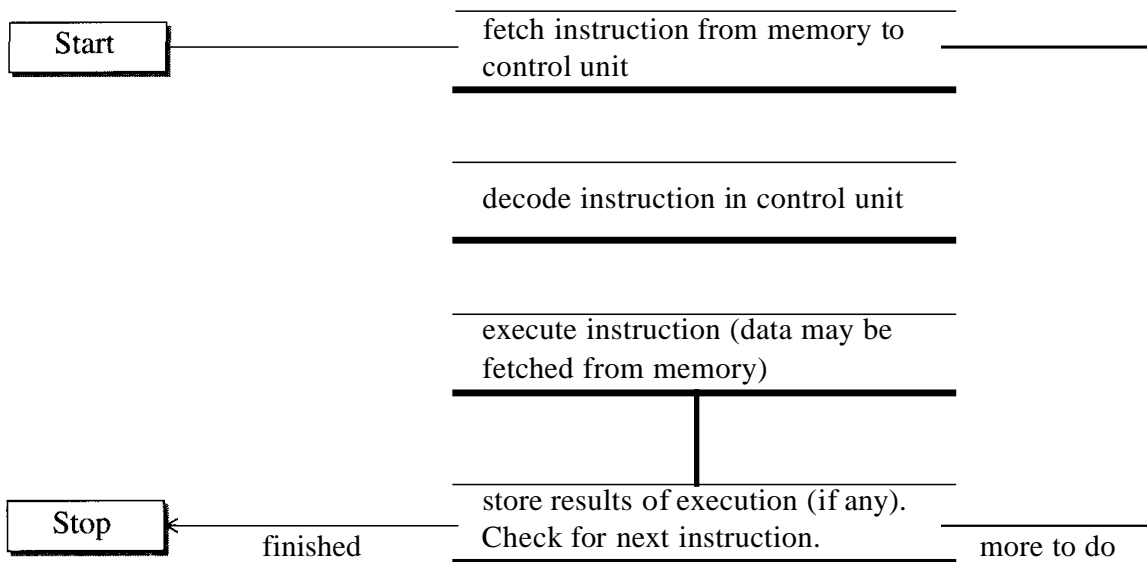 Start
fetch instruction from memory to
control unit
decode instruction in control unit
execute instruction (data may be
fetched from memory)
store results of execution (if any).
Check for next instruction.
Stop
finished
more to do